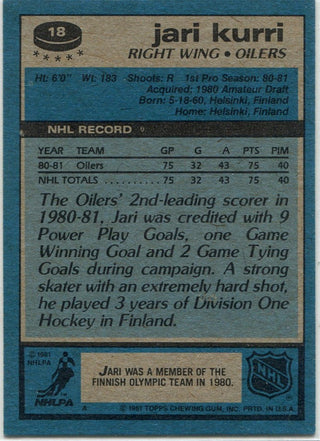 18
jari kurri
RIGHT WING • OILERS
Ht: 6'0" Wt: 183 Shoots: R 1st Pro Season: 80-81
Acquired: 1980 Amateur Draft
Born: 5-18-60, Helsinki, Finland
Home: Helsinki, Finland
NHL RECORD
YEAR TEAM GP G A PTS PIM
80-81 Oilers 75 32 43 75 40
NHL TOTALS 75 32 43 75 40
The Oilers' 2nd-leading scorer in
1980-81, Jari was credited with 9
Power Play Goals, one Game
Winning Goal and 2 Game Tying
Goals during campaign. A strong
skater with an extremely hard shot,
he played 3 years of Division One
Hockey in Finland.
© 1981
NHLPA
NHLPA
JARI WAS A MEMBER OF THE
FINNISH OLYMPIC TEAM IN 1980.
NHL
A © 1981 TOPPS CHEWING GUM, INC. PRTD. IN U.S.A.